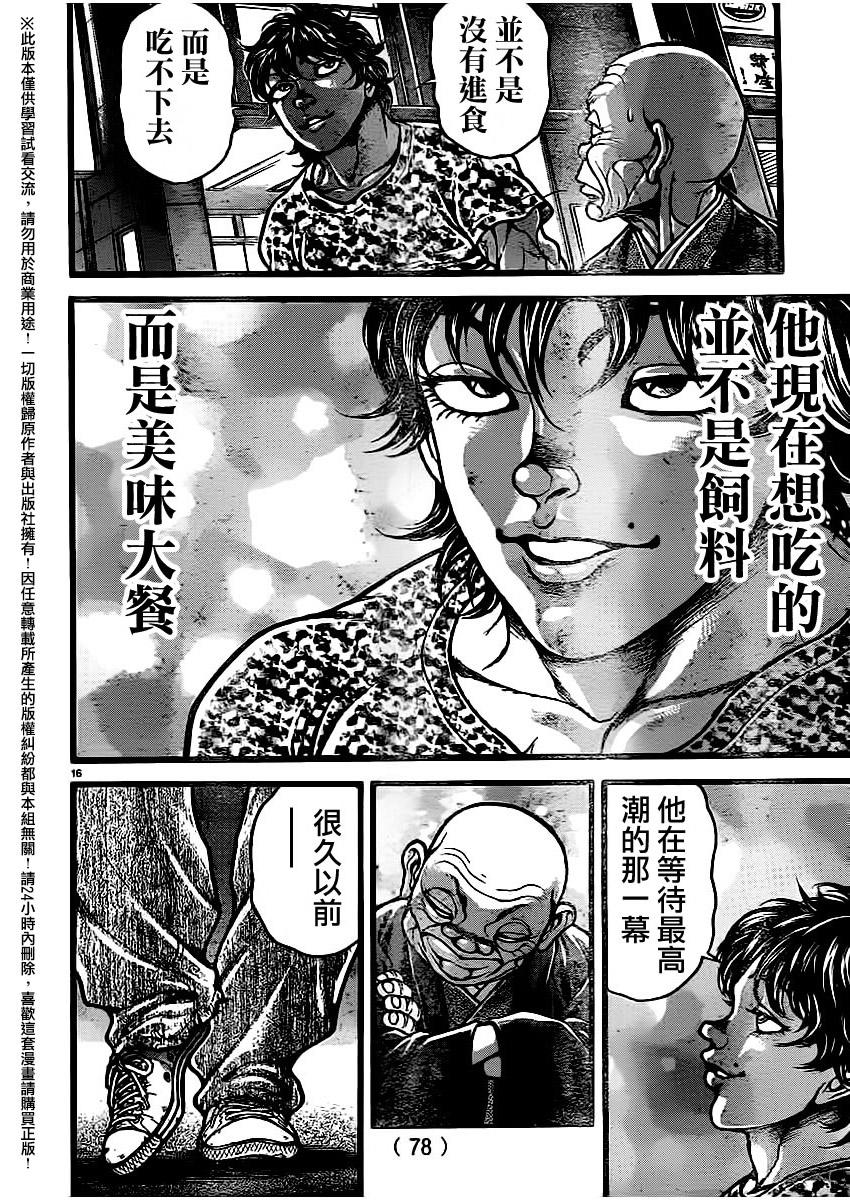 並不是
沒有進食
而是
吃不下去
他現在想吃的
並不是飼料
而是美味大餐
16
他在等待最高
潮的那一幕
很久以前
——
(78)
※此版本僅供學習試看交流，請勿用於商業用途！一切版權歸原作者與出版社擁有！因任意轉載所產生的版權糾紛都與本組無關！請24小時內刪除，喜歡這套漫畫請購買正版！